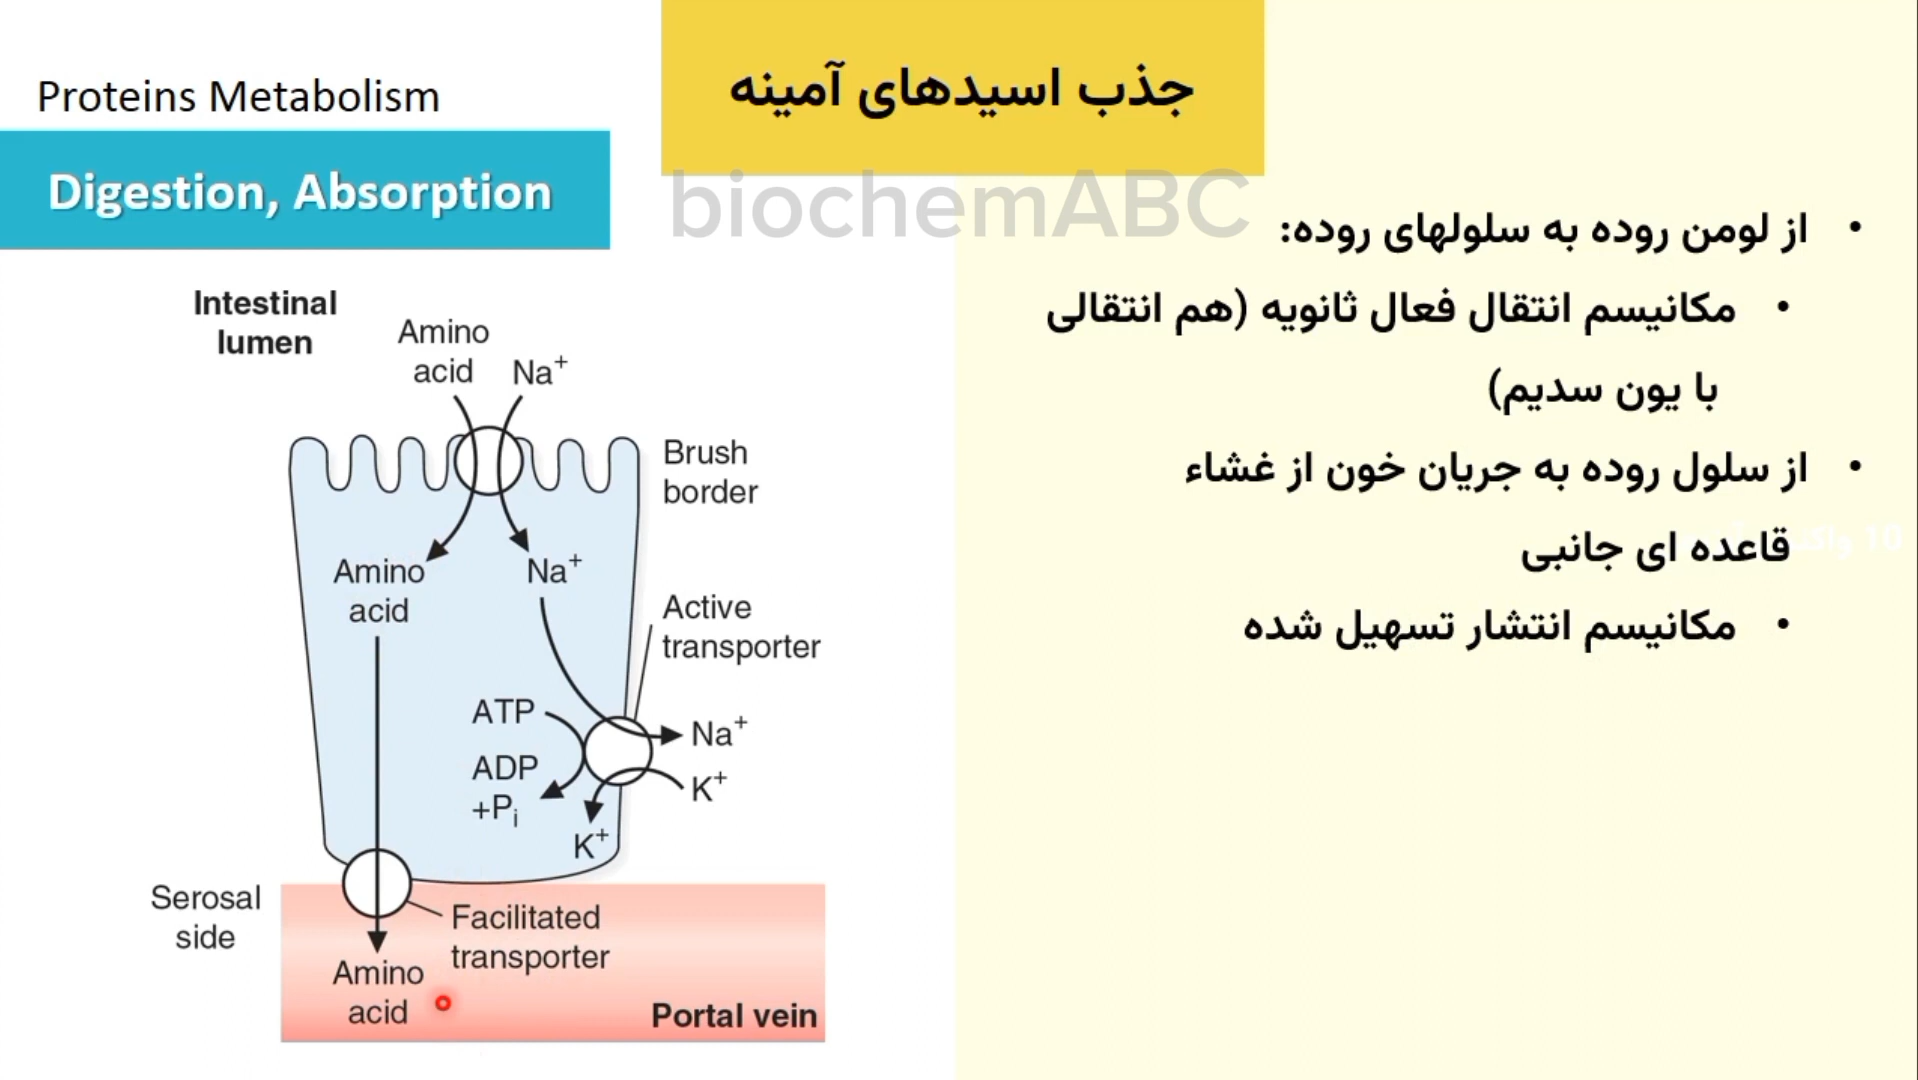 Proteins Metabolism
Digestion, Absorption
جذب اسیدهای آمینه
biochemABC
• از لومن روده به سلولهای روده:
• مکانیسم انتقال فعال ثانویه (هم انتقالی
با یون سدیم)
• از سلول روده به جریان خون از غشاء
قاعده ای جانبی
• مکانیسم انتشار تسهیل شده
Intestinal
lumen
Amino
acid
Na+
Brush
border
Amino
acid
Na+
Active
transporter
ATP
ADP
+Pi
Na+
K+
K+
Serosal
side
Facilitated
transporter
Amino
acid
Portal vein
10